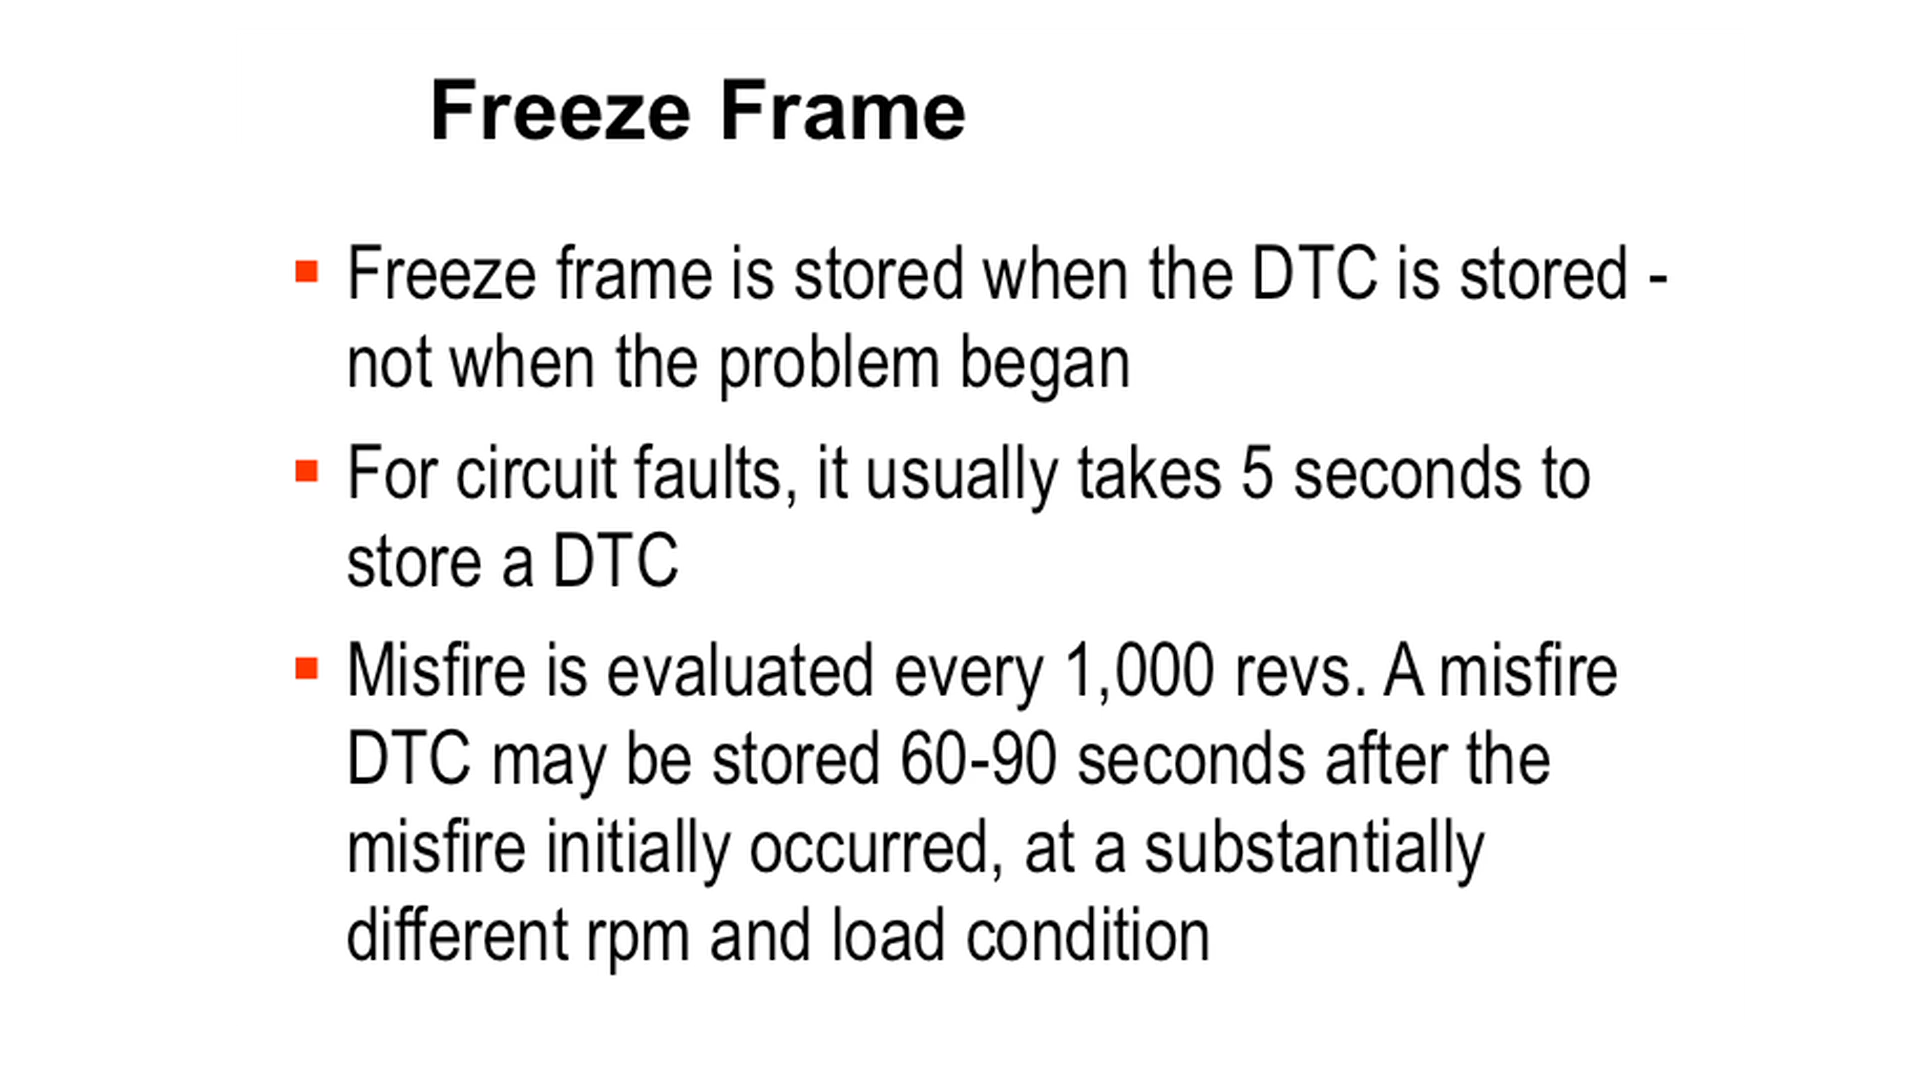 Freeze Frame
▪ Freeze frame is stored when the DTC is stored -
not when the problem began
▪ For circuit faults, it usually takes 5 seconds to
store a DTC
▪ Misfire is evaluated every 1,000 revs. A misfire
DTC may be stored 60-90 seconds after the
misfire initially occurred, at a substantially
different rpm and load condition